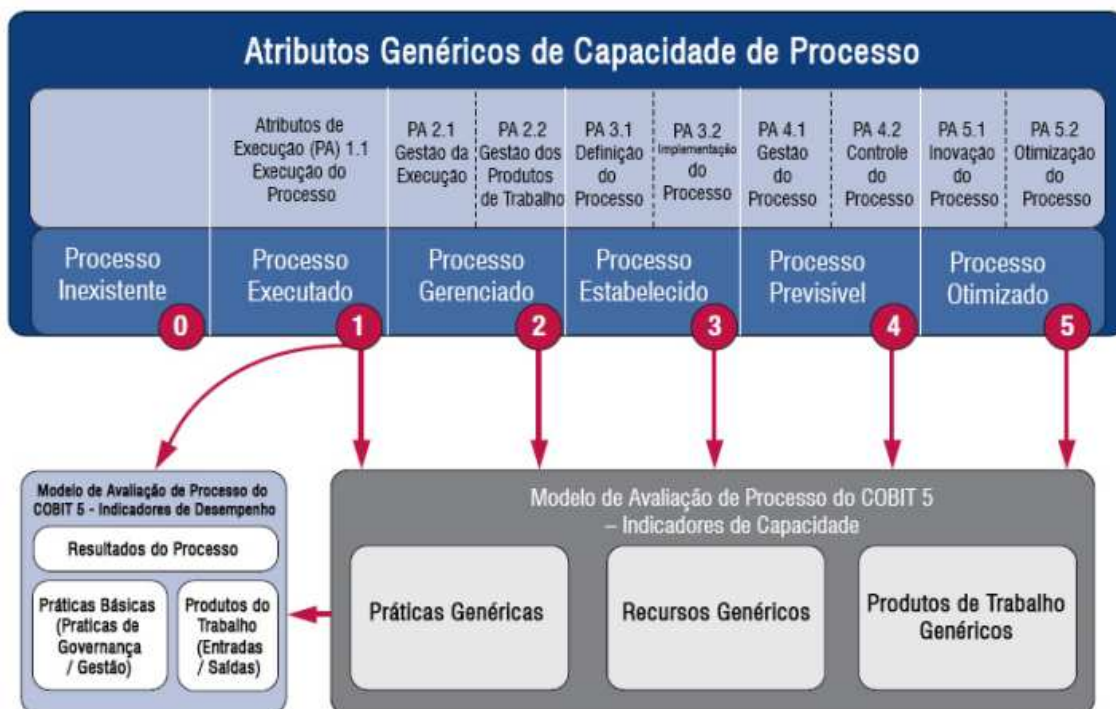 Atributos Genéricos de Capacidade de Processo
Atributos de
Execução (PA) 1.1
Execução do
Processo
PA 2.1
Gestão da
Execução
PA 2.2
Gestão dos
Produtos
de Trabalho
PA 3.1
Definição
do
Processo
PA 3.2
Implementação
do
Processo
PA 4.1
Gestão
do
Processo
PA 4.2
Controle
do
Processo
PA 5.1
Inovação
do
Processo
PA 5.2
Otimização
do
Processo
Processo
Inexistente
0
Processo
Executado
1
Processo
Gerenciado
2
Processo
Estabelecido
3
Processo
Previsivel
4
Processo
Otimizado
5
Modelo de Avaliação de Processo do
COBIT 5 - Indicadores de Desempenho
Resultados do Processo
Práticas Básicas
(Praticas de
Governança
/ Gestão)
Produtos do
Trabalho
(Entradas
/ Saídas)
Modelo de Avaliação de Processo do COBIT 5
– Indicadores de Capacidade
Práticas Genéricas
Recursos Genéricos
Produtos de Trabalho
Genéricos